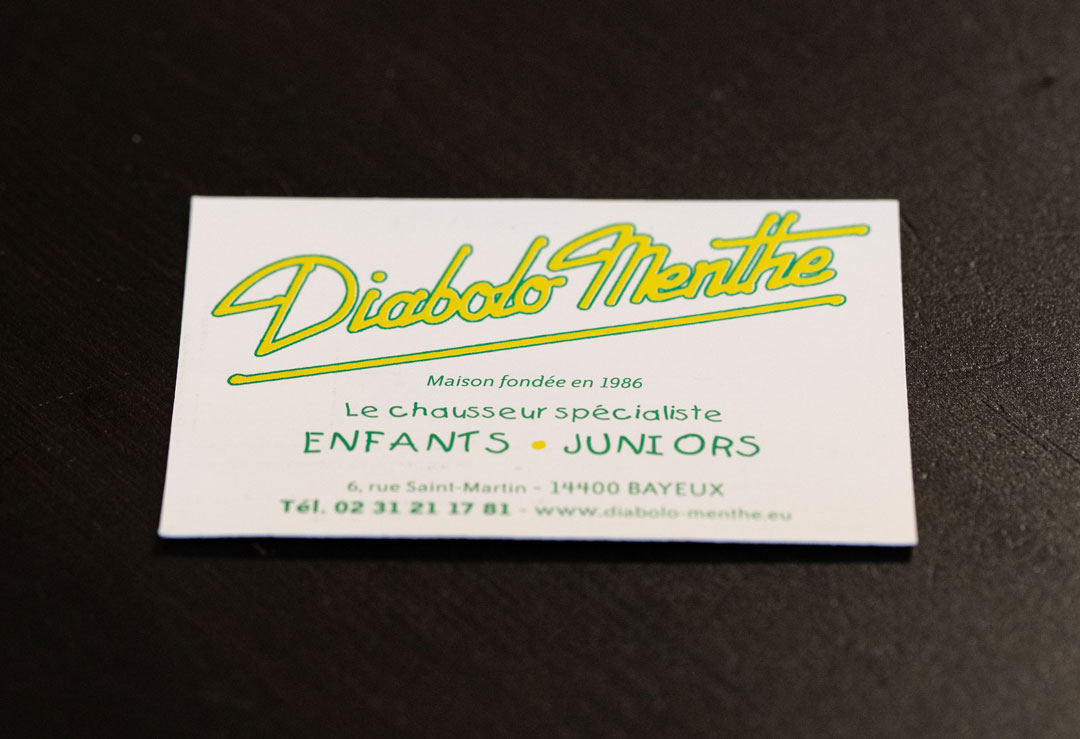 Diabolo Menthe
Maison fondée en 1986
Le chausseur spécialiste
ENFANTS • JUNIORS
6, rue Saint-Martin - 14400 BAYEUX
Tél. 02 31 21 17 81 - www.diabolo-menthe.eu